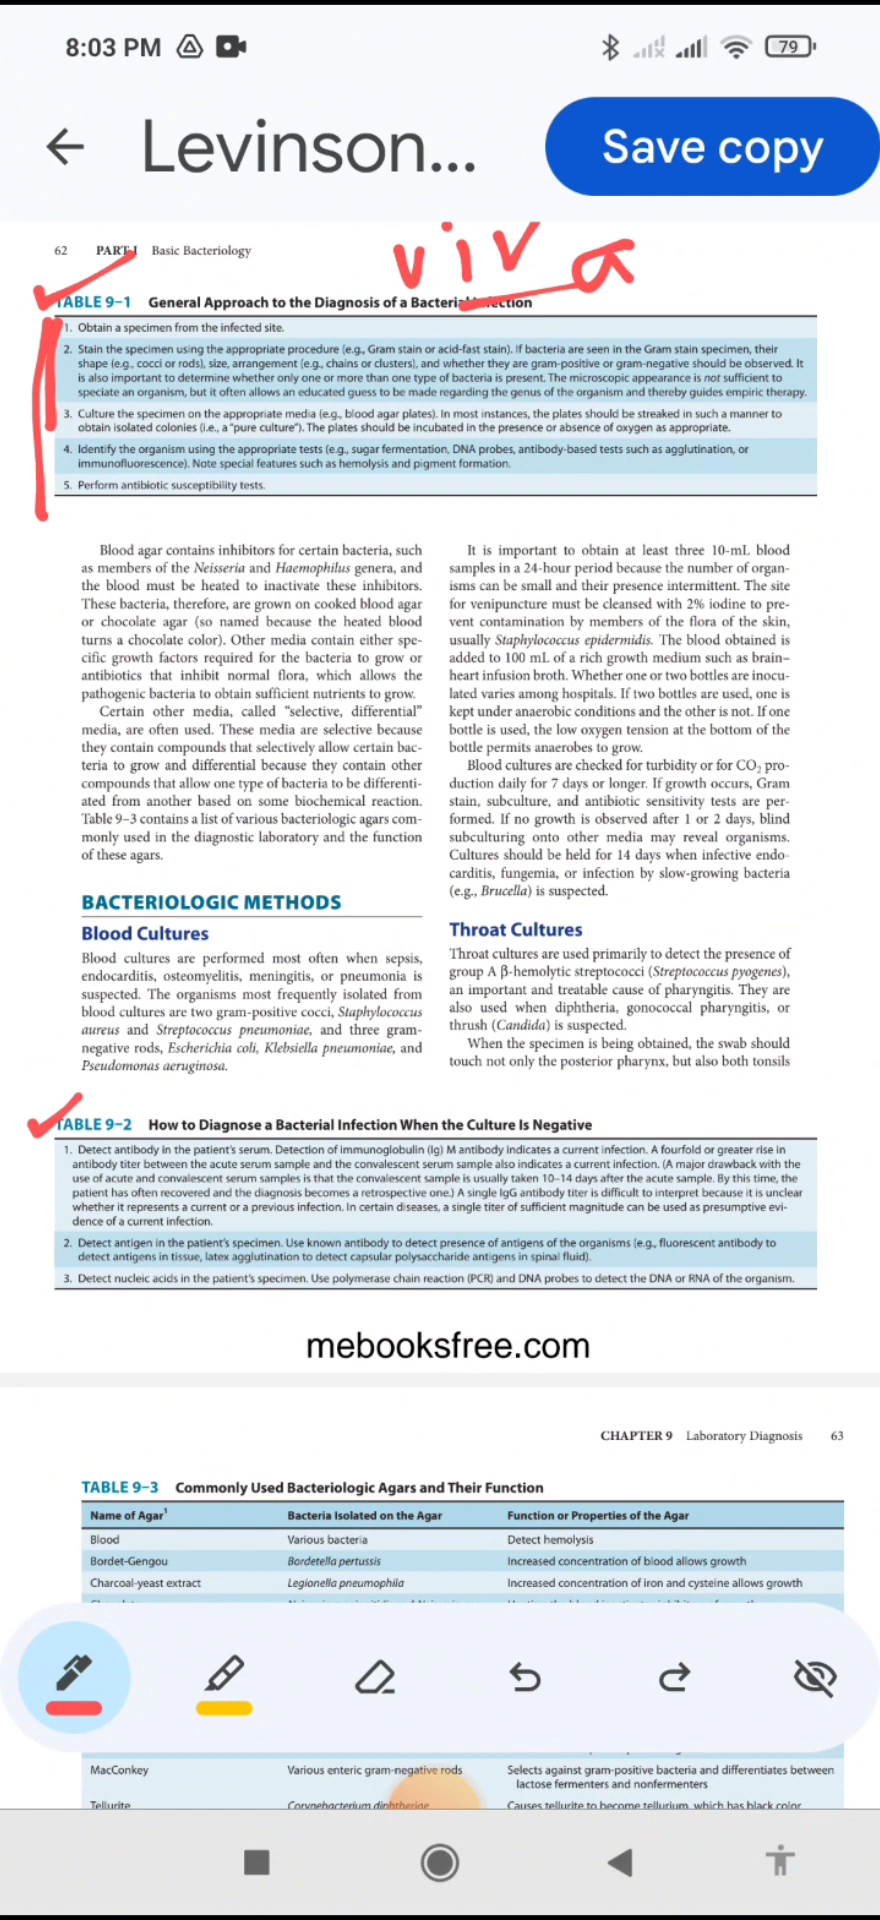 8:03 PM
79
Levinson...
Save copy
viva
62 PART I Basic Bacteriology
TABLE 9–1 General Approach to the Diagnosis of a Bacterial Infection
1. Obtain a specimen from the infected site.
2. Stain the specimen using the appropriate procedure (e.g., Gram stain or acid-fast stain). If bacteria are seen in the Gram stain specimen, their
shape (e.g., cocci or rods), size, arrangement (e.g., chains or clusters), and whether they are gram-positive or gram-negative should be observed. It
is also important to determine whether only one or more than one type of bacteria is present. The microscopic appearance is not sufficient to
speciate an organism, but it often allows an educated guess to be made regarding the genus of the organism and thereby guides empiric therapy.
3. Culture the specimen on the appropriate media (e.g., blood agar plates). In most instances, the plates should be streaked in such a manner to
obtain isolated colonies (i.e., a "pure culture"). The plates should be incubated in the presence or absence of oxygen as appropriate.
4. Identify the organism using the appropriate tests (e.g., sugar fermentation, DNA probes, antibody-based tests such as agglutination, or
immunofluorescence). Note special features such as hemolysis and pigment formation.
5. Perform antibiotic susceptibility tests.
Blood agar contains inhibitors for certain bacteria, such
as members of the Neisseria and Haemophilus genera, and
the blood must be heated to inactivate these inhibitors.
These bacteria, therefore, are grown on cooked blood agar
or chocolate agar (so named because the heated blood
turns a chocolate color). Other media contain either spe-
cific growth factors required for the bacteria to grow or
antibiotics that inhibit normal flora, which allows the
pathogenic bacteria to obtain sufficient nutrients to grow.
Certain other media, called "selective, differential"
media, are often used. These media are selective because
they contain compounds that selectively allow certain bac-
teria to grow and differential because they contain other
compounds that allow one type of bacteria to be differenti-
ated from another based on some biochemical reaction.
Table 9–3 contains a list of various bacteriologic agars com-
monly used in the diagnostic laboratory and the function
of these agars.
BACTERIOLOGIC METHODS
Blood Cultures
Blood cultures are performed most often when sepsis,
endocarditis, osteomyelitis, meningitis, or pneumonia is
suspected. The organisms most frequently isolated from
blood cultures are two gram-positive cocci, Staphylococcus
aureus and Streptococcus pneumoniae, and three gram-
negative rods, Escherichia coli, Klebsiella pneumoniae, and
Pseudomonas aeruginosa.
It is important to obtain at least three 10-mL blood
samples in a 24-hour period because the number of organ-
isms can be small and their presence intermittent. The site
for venipuncture must be cleansed with 2% iodine to pre-
vent contamination by members of the flora of the skin,
usually Staphylococcus epidermidis. The blood obtained is
added to 100 mL of a rich growth medium such as brain–
heart infusion broth. Whether one or two bottles are inocu-
lated varies among hospitals. If two bottles are used, one is
kept under anaerobic conditions and the other is not. If one
bottle is used, the low oxygen tension at the bottom of the
bottle permits anaerobes to grow.
Blood cultures are checked for turbidity or for CO₂ pro-
duction daily for 7 days or longer. If growth occurs, Gram
stain, subculture, and antibiotic sensitivity tests are per-
formed. If no growth is observed after 1 or 2 days, blind
subculturing onto other media may reveal organisms.
Cultures should be held for 14 days when infective endo-
carditis, fungemia, or infection by slow-growing bacteria
(e.g., Brucella) is suspected.
Throat Cultures
Throat cultures are used primarily to detect the presence of
group A β-hemolytic streptococci (Streptococcus pyogenes),
an important and treatable cause of pharyngitis. They are
also used when diphtheria, gonococcal pharyngitis, or
thrush (Candida) is suspected.
When the specimen is being obtained, the swab should
touch not only the posterior pharynx, but also both tonsils
TABLE 9–2 How to Diagnose a Bacterial Infection When the Culture Is Negative
1. Detect antibody in the patient's serum. Detection of immunoglobulin (Ig) M antibody indicates a current infection. A fourfold or greater rise in
antibody titer between the acute serum sample and the convalescent serum sample also indicates a current infection. (A major drawback with the
use of acute and convalescent serum samples is that the convalescent sample is usually taken 10–14 days after the acute sample. By this time, the
patient has often recovered and the diagnosis becomes a retrospective one.) A single IgG antibody titer is difficult to interpret because it is unclear
whether it represents a current or a previous infection. In certain diseases, a single titer of sufficient magnitude can be used as presumptive evi-
dence of a current infection.
2. Detect antigen in the patient's specimen. Use known antibody to detect presence of antigens of the organisms (e.g., fluorescent antibody to
detect antigens in tissue, latex agglutination to detect capsular polysaccharide antigens in spinal fluid).
3. Detect nucleic acids in the patient's specimen. Use polymerase chain reaction (PCR) and DNA probes to detect the DNA or RNA of the organism.
mebooksfree.com
CHAPTER 9 Laboratory Diagnosis 63
TABLE 9–3 Commonly Used Bacteriologic Agars and Their Function
Name of Agar¹ Bacteria Isolated on the Agar Function or Properties of the Agar
Blood Various bacteria Detect hemolysis
Bordet-Gengou Bordetella pertussis Increased concentration of blood allows growth
Charcoal-yeast extract Legionella pneumophila Increased concentration of iron and cysteine allows growth
MacConkey Various enteric gram-negative rods Selects against gram-positive bacteria and differentiates between
lactose fermenters and nonfermenters
Tellurite Corynebacterium diphtheriae Causes tellurite to become tellurium, which has black color